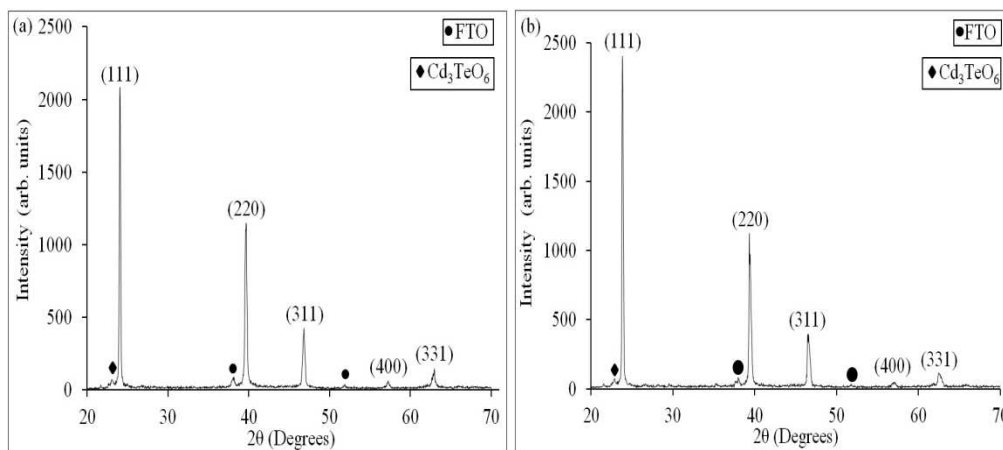 (a)
● FTO
♦ Cd₃TeO₆
Intensity (arb. units)
2500
2000
1500
1000
500
0
(111)
(220)
(311)
(400)
(331)
20 30 40 50 60 70
2θ (Degrees)
(b)
● FTO
♦ Cd₃TeO₆
Intensity (arb. units)
2500
2000
1500
1000
500
0
(111)
(220)
(311)
(400)
(331)
20 30 40 50 60 70
2θ (Degrees)